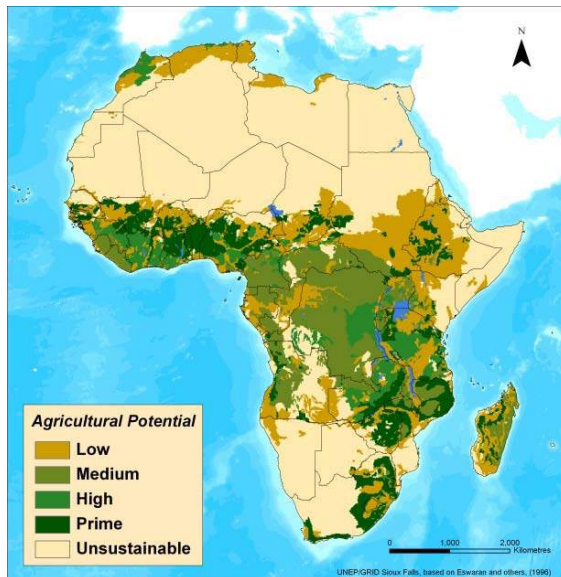 N
Agricultural Potential
Low
Medium
High
Prime
Unsustainable
0 1,000 2,000
Kilometres
UNEP/GRID Sioux Falls, based on Eswaran and others, (1996)